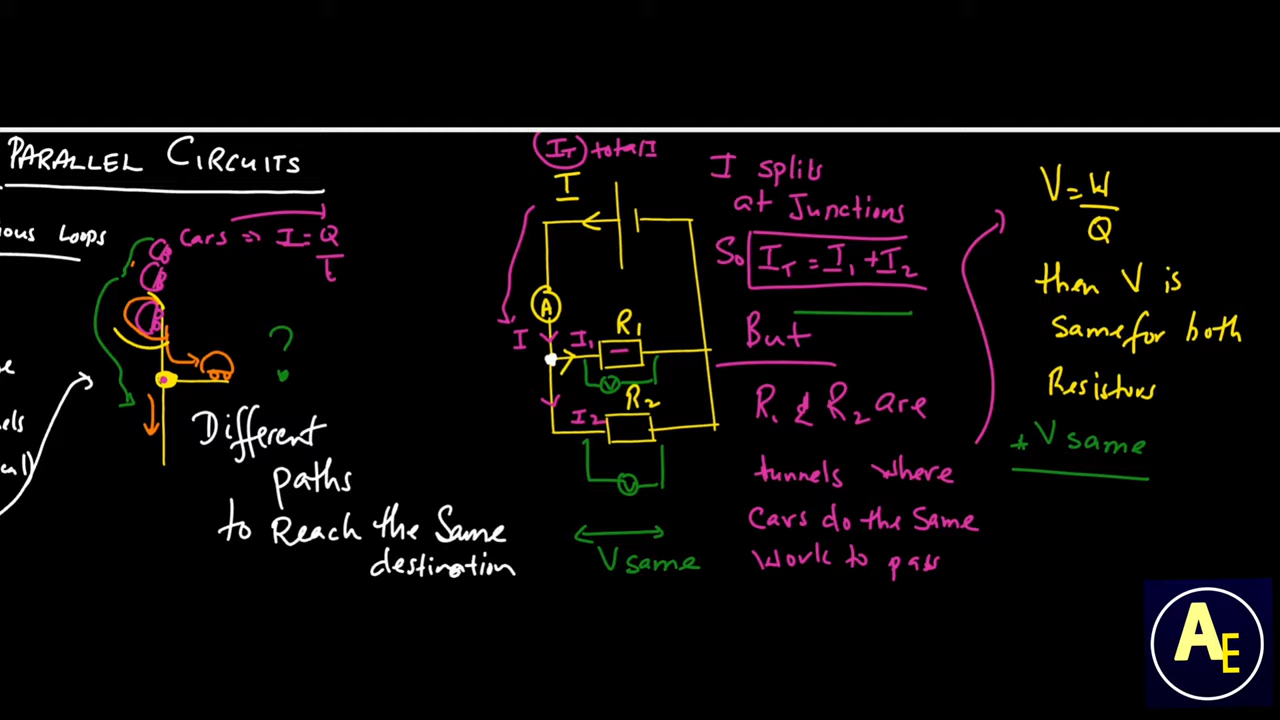 PARALLEL CIRCUITS
ious Loops
Cars => I = Q
t
?
Different
paths
to Reach the Same
destination
IT total I
I
A
I
I1
R1
V
I2
R2
V
V same
I splits
at Junctions
So IT = I1 + I2
But
R1 & R2 are
tunnels where
Cars do the Same
work to pass
V = W
Q
then V is
same for both
Resistors
* V same
AE